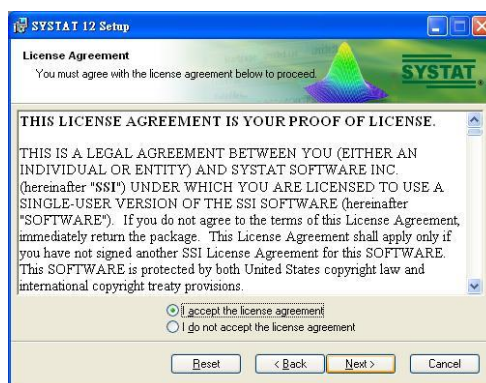 SYSTAT 12 Setup
License Agreement
You must agree with the license agreement below to proceed.
SYSTAT
THIS LICENSE AGREEMENT IS YOUR PROOF OF LICENSE.
THIS IS A LEGAL AGREEMENT BETWEEN YOU (EITHER AN
INDIVIDUAL OR ENTITY) AND SYSTAT SOFTWARE INC.
(hereinafter "SSI") UNDER WHICH YOU ARE LICENSED TO USE A
SINGLE-USER VERSION OF THE SSI SOFTWARE (hereinafter
"SOFTWARE"). If you do not agree to the terms of this License Agreement,
immediately return the package. This License Agreement shall apply only if
you have not signed another SSI License Agreement for this SOFTWARE.
This SOFTWARE is protected by both United States copyright law and
international copyright treaty provisions.
I accept the license agreement
I do not accept the license agreement
Reset < Back Next > Cancel